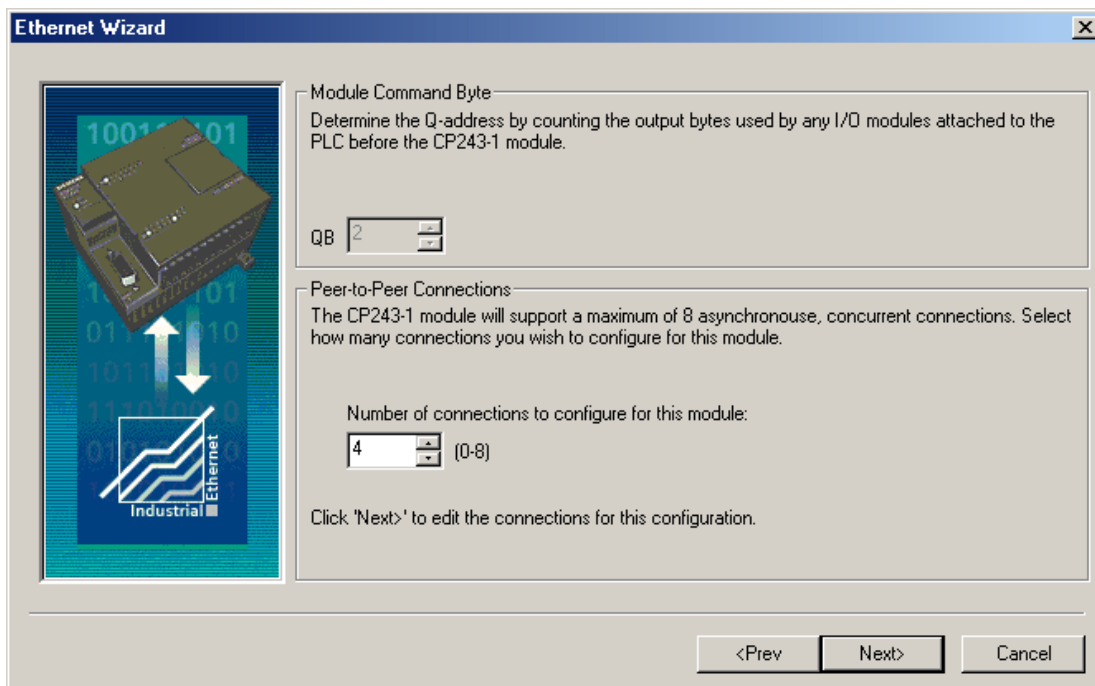 Ethernet Wizard
Module Command Byte
Determine the Q-address by counting the output bytes used by any I/O modules attached to the
PLC before the CP243-1 module.
QB 2
Peer-to-Peer Connections
The CP243-1 module will support a maximum of 8 asynchronouse, concurrent connections. Select
how many connections you wish to configure for this module.
Number of connections to configure for this module:
4 (0-8)
Click 'Next>' to edit the connections for this configuration.
Industrial
Ethernet
<Prev
Next>
Cancel